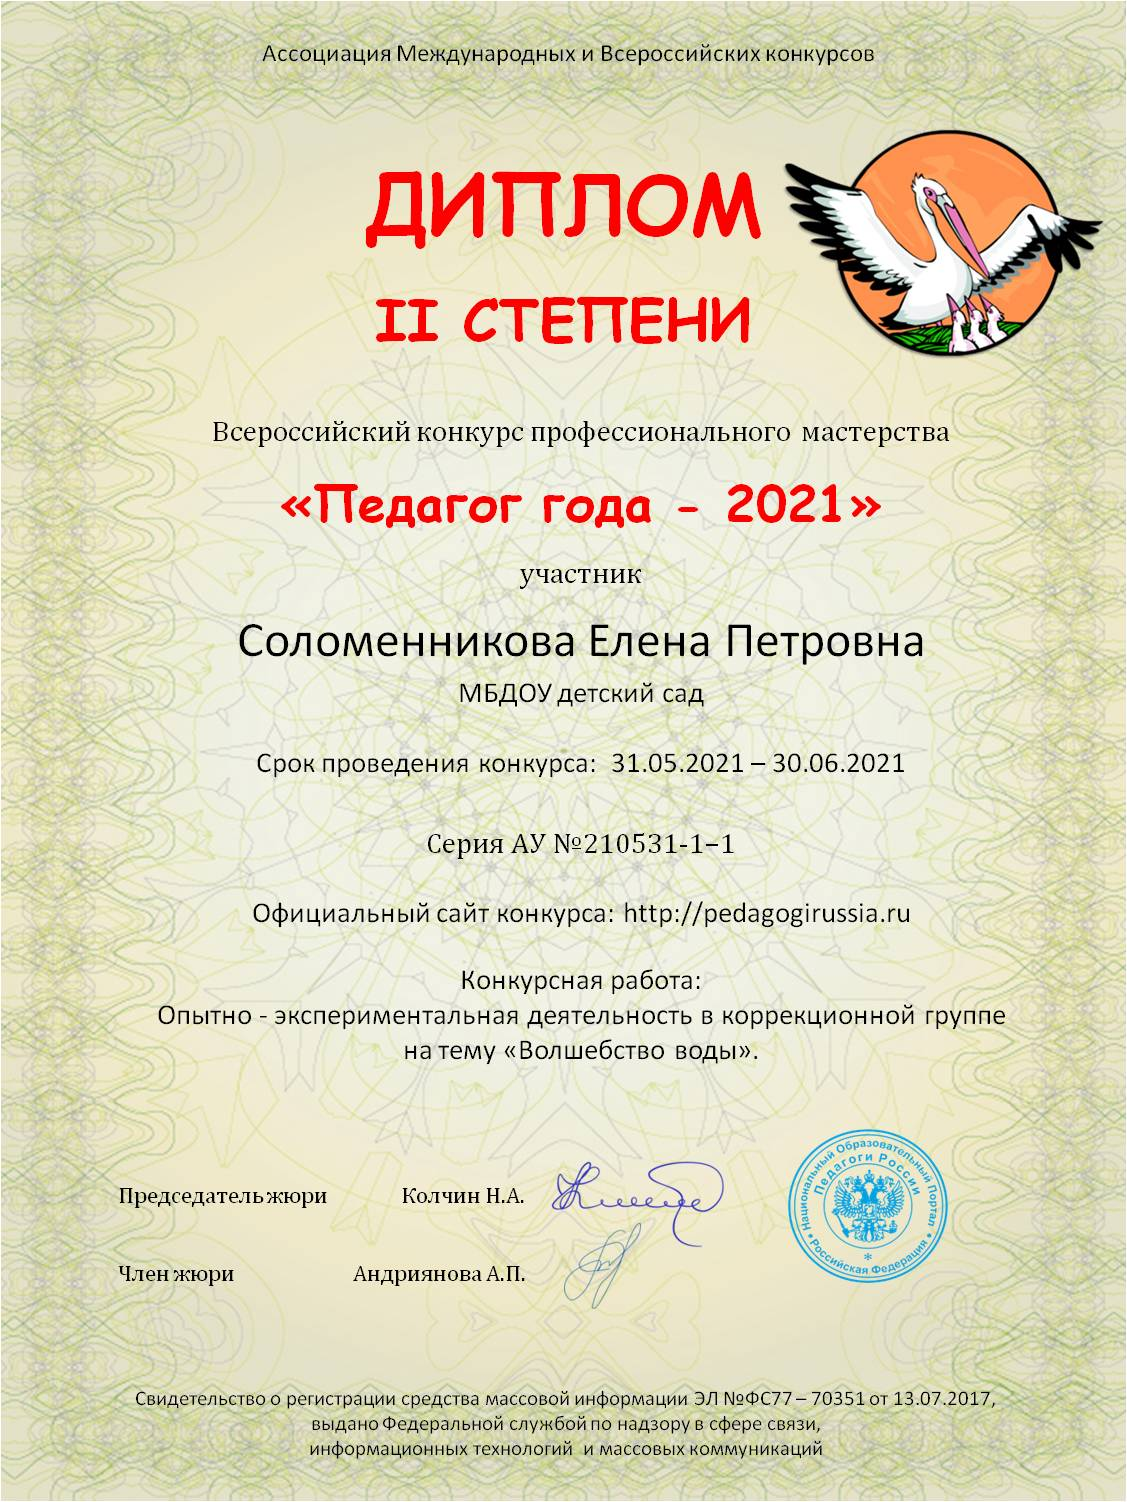 Ассоциация Международных и Всероссийских конкурсов
ДИПЛОМ
II СТЕПЕНИ
Всероссийский конкурс профессионального мастерства
«Педагог года - 2021»
участник
Соломенникова Елена Петровна
МБДОУ детский сад
Срок проведения конкурса: 31.05.2021 – 30.06.2021
Серия АУ №210531-1–1
Официальный сайт конкурса: http://pedagogirussia.ru
Конкурсная работа:
Опытно - экспериментальная деятельность в коррекционной группе
на тему «Волшебство воды».
Председатель жюри Колчин Н.А.
Член жюри Андриянова А.П.
Национальный Образовательный Портал
Педагоги России
Российская Федерация
Свидетельство о регистрации средства массовой информации ЭЛ №ФС77 – 70351 от 13.07.2017,
выдано Федеральной службой по надзору в сфере связи,
информационных технологий и массовых коммуникаций